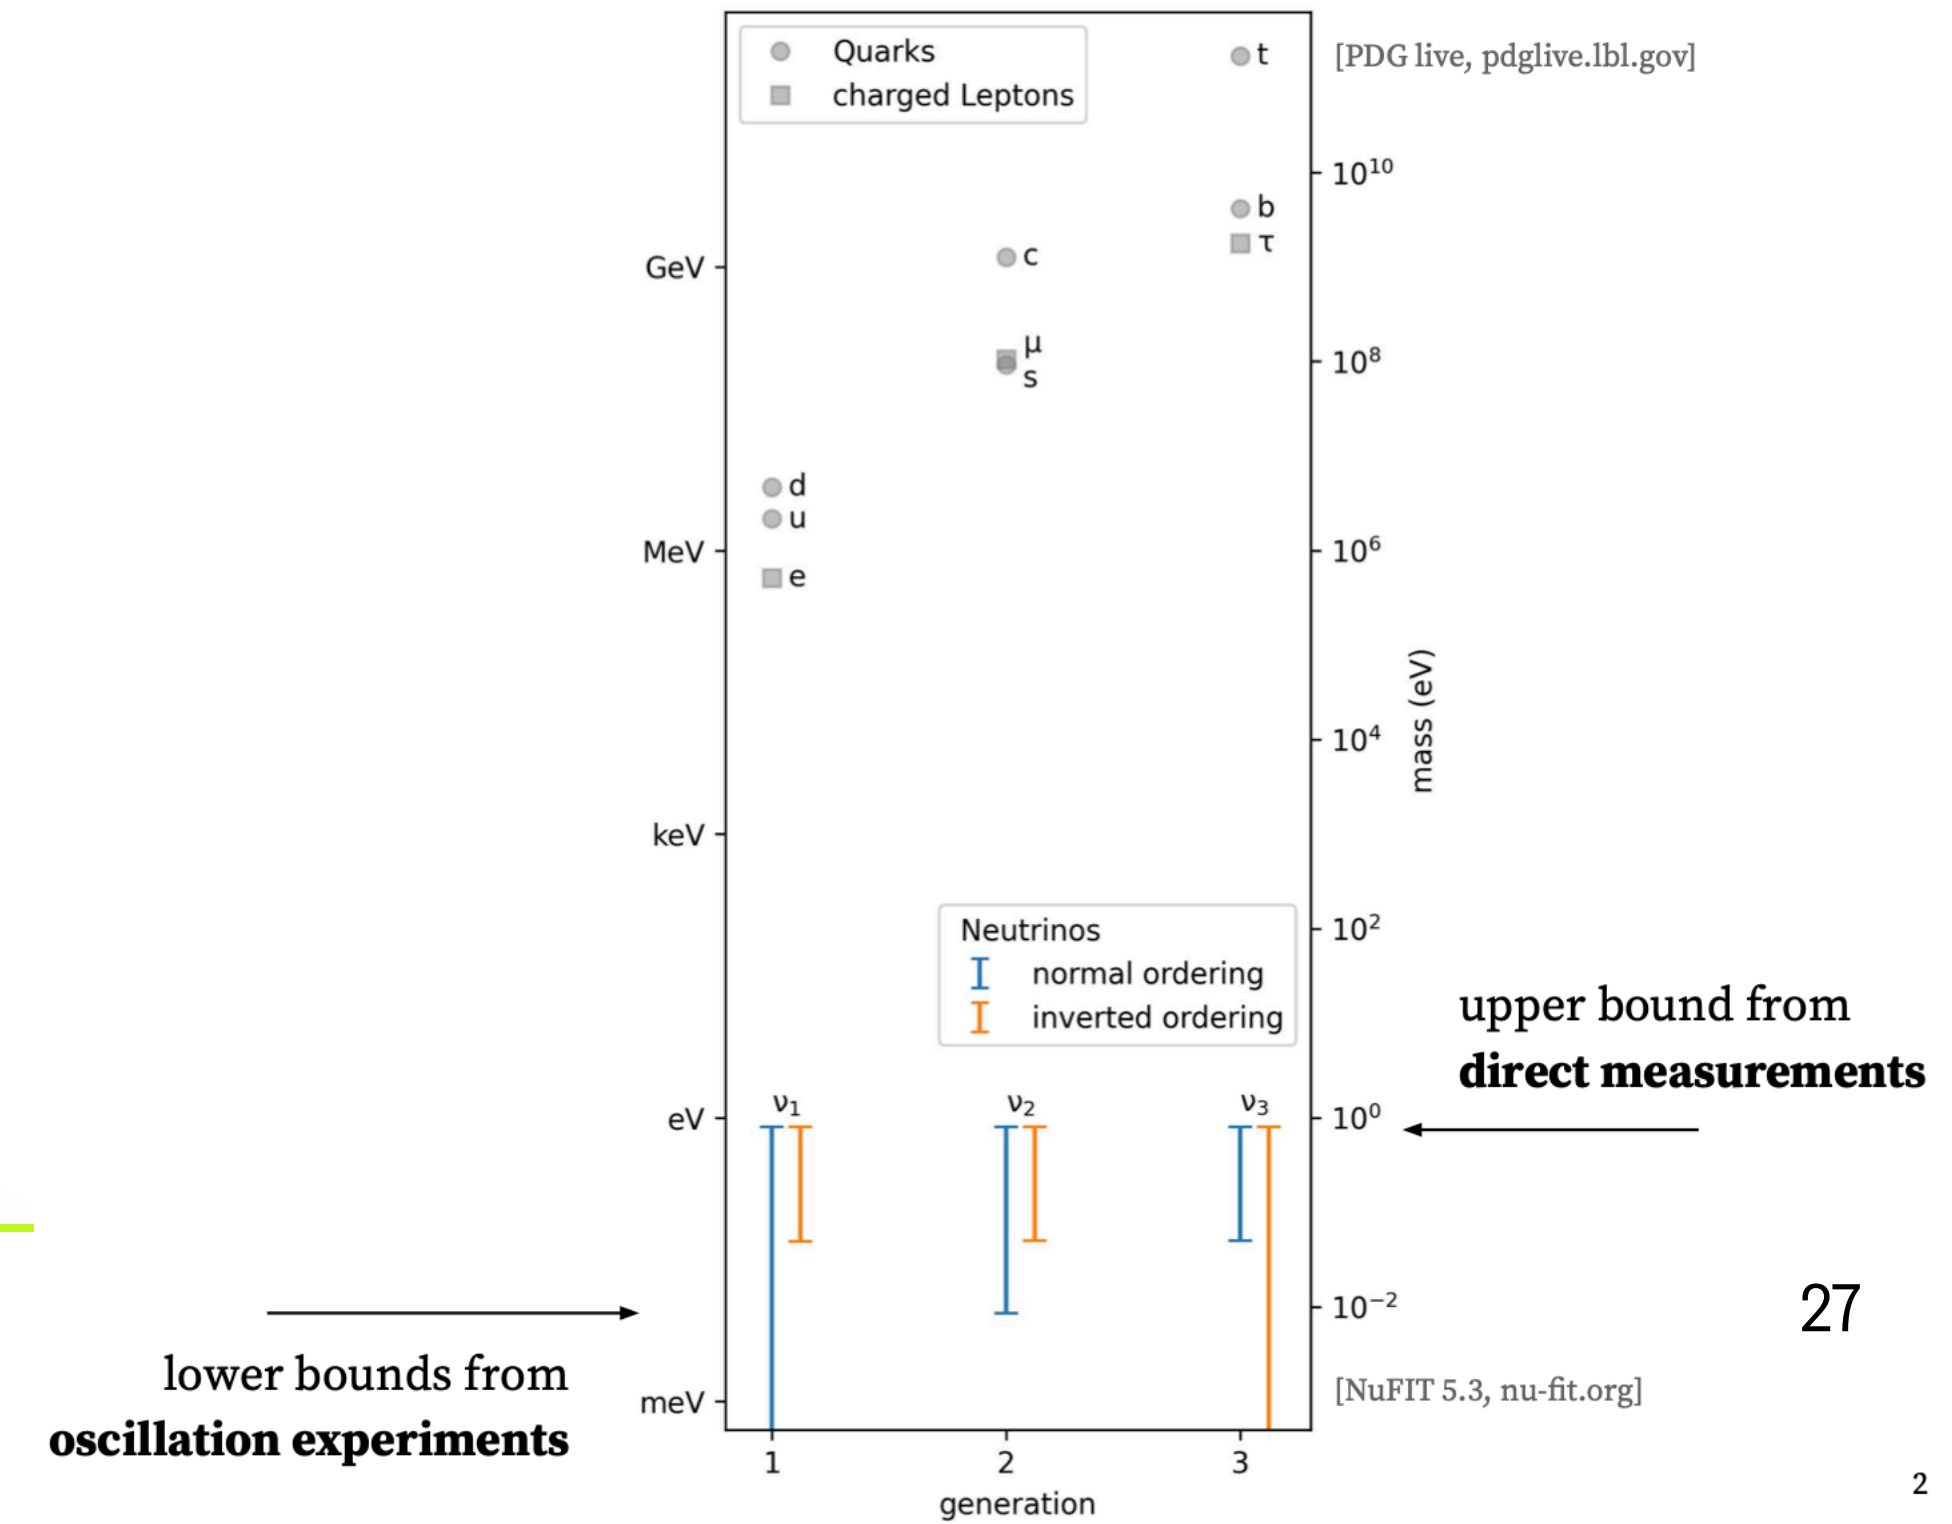 Quarks
charged Leptons
t
[PDG live, pdglive.lbl.gov]
10¹⁰
b
τ
c
GeV
μ
s
10⁸
d
u
MeV
10⁶
e
mass (eV)
10⁴
keV
10²
Neutrinos
normal ordering
inverted ordering
upper bound from
direct measurements
ν₁
ν₂
ν₃
eV
10⁰
10⁻²
27
lower bounds from
oscillation experiments
meV
[NuFIT 5.3, nu-fit.org]
1
2
3
generation
2